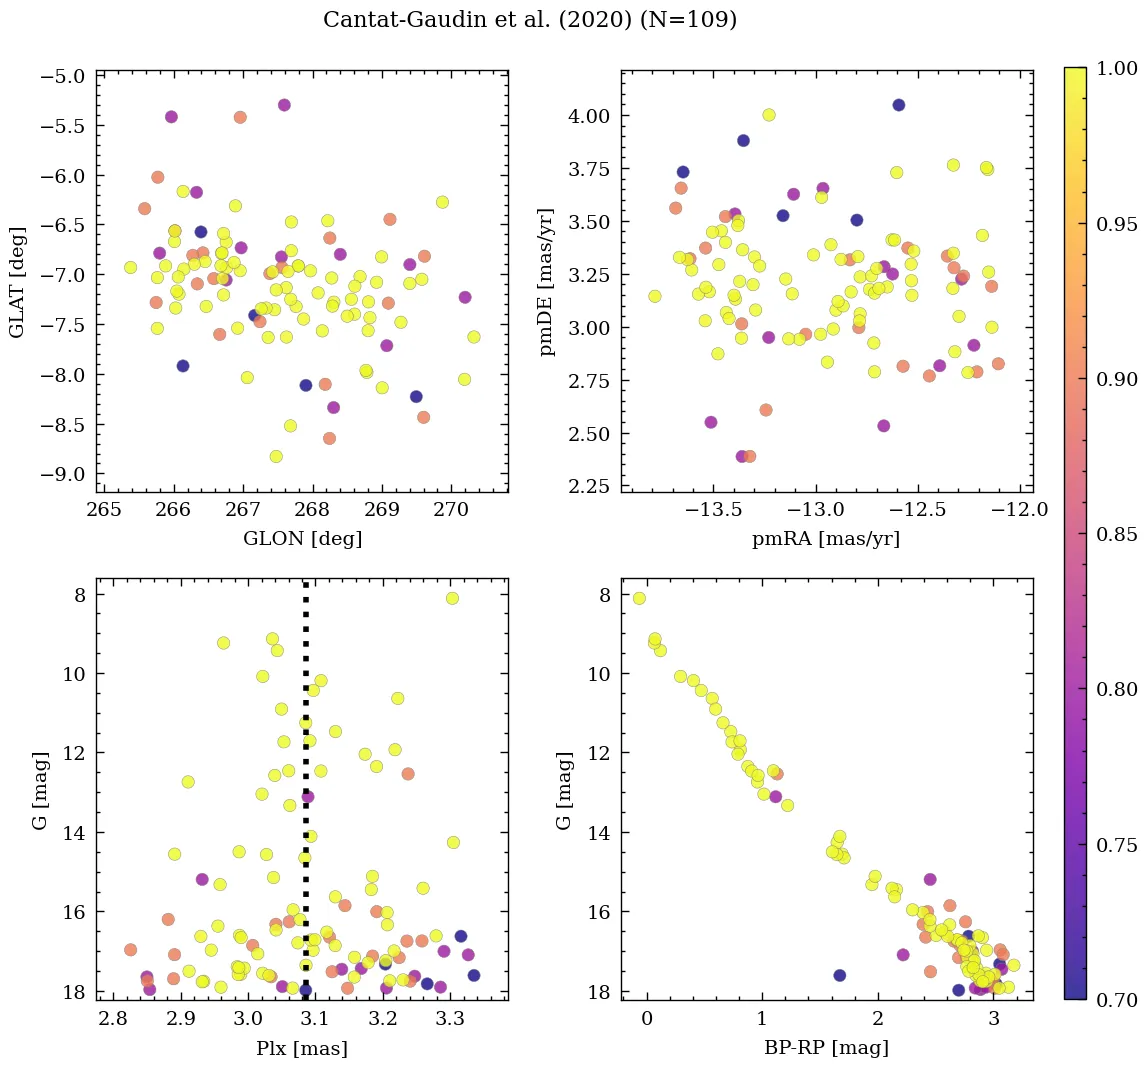 Cantat-Gaudin et al. (2020) (N=109)
−5.0
−5.5
−6.0
−6.5
−7.0
−7.5
−8.0
−8.5
−9.0
GLAT [deg]
265 266 267 268 269 270
GLON [deg]
4.00
3.75
3.50
3.25
3.00
2.75
2.50
2.25
pmDE [mas/yr]
−13.5 −13.0 −12.5 −12.0
pmRA [mas/yr]
8
10
12
14
16
18
G [mag]
2.8 2.9 3.0 3.1 3.2 3.3
Plx [mas]
8
10
12
14
16
18
G [mag]
0 1 2 3
BP-RP [mag]
1.00
0.95
0.90
0.85
0.80
0.75
0.70